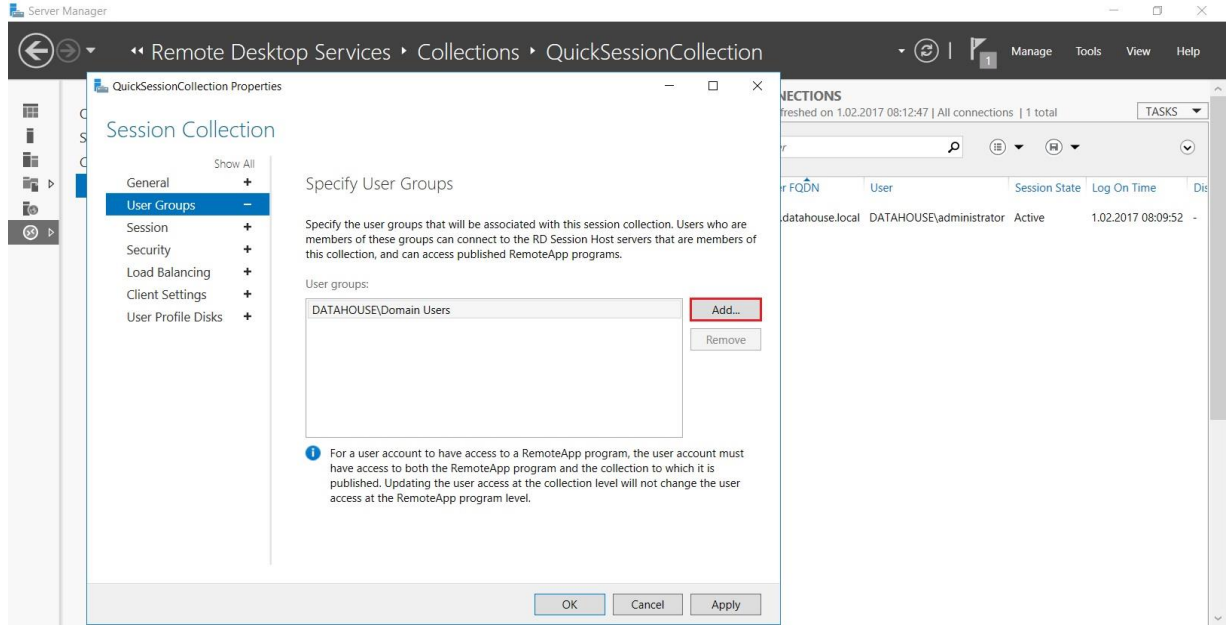 Server Manager
Remote Desktop Services ‣ Collections ‣ QuickSessionCollection
1
Manage Tools View Help
QuickSessionCollection Properties
Session Collection
Show All
General +
User Groups –
Session +
Security +
Load Balancing +
Client Settings +
User Profile Disks +
Specify User Groups
Specify the user groups that will be associated with this session collection. Users who are
members of these groups can connect to the RD Session Host servers that are members of
this collection, and can access published RemoteApp programs.
User groups:
DATAHOUSE\Domain Users
Add...
Remove
For a user account to have access to a RemoteApp program, the user account must
have access to both the RemoteApp program and the collection to which it is
published. Updating the user access at the collection level will not change the user
access at the RemoteApp program level.
OK Cancel Apply
NECTIONS
freshed on 1.02.2017 08:12:47 | All connections | 1 total
TASKS
r FQDN User Session State Log On Time Dis
.datahouse.local DATAHOUSE\administrator Active 1.02.2017 08:09:52 -